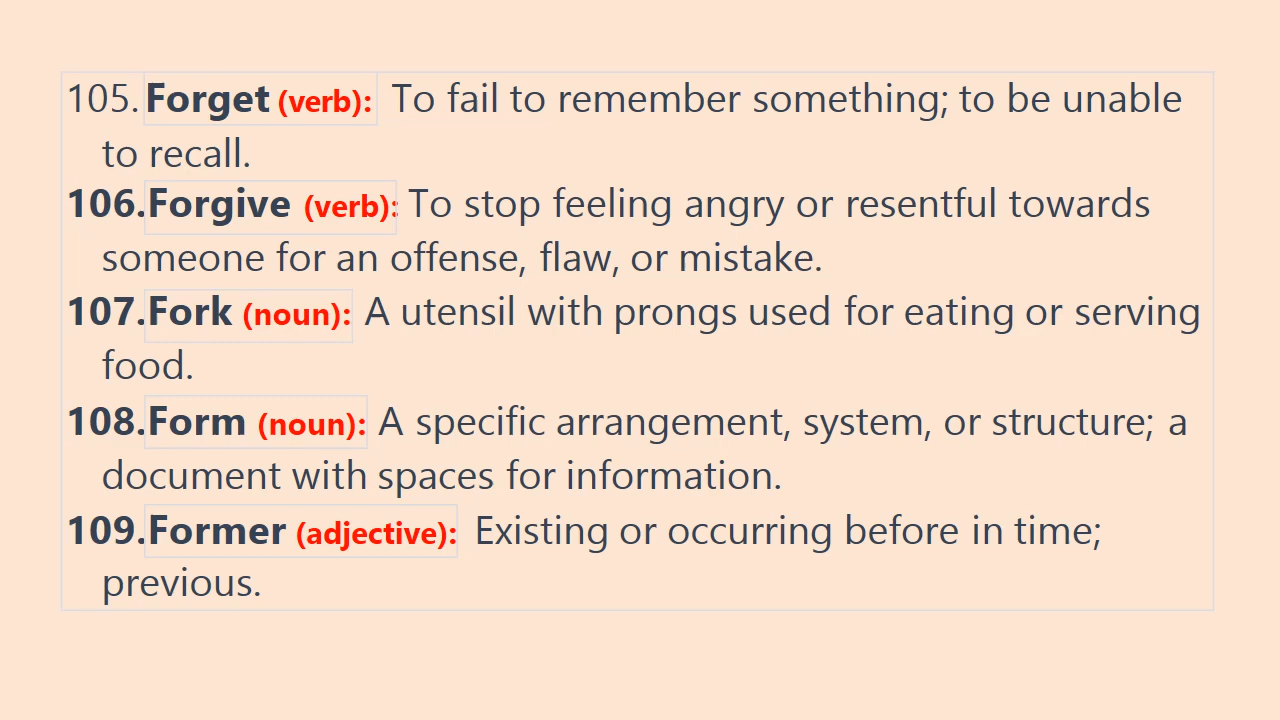 105. Forget (verb): To fail to remember something; to be unable
to recall.
106.Forgive (verb): To stop feeling angry or resentful towards
someone for an offense, flaw, or mistake.
107.Fork (noun): A utensil with prongs used for eating or serving
food.
108.Form (noun): A specific arrangement, system, or structure; a
document with spaces for information.
109.Former (adjective): Existing or occurring before in time;
previous.